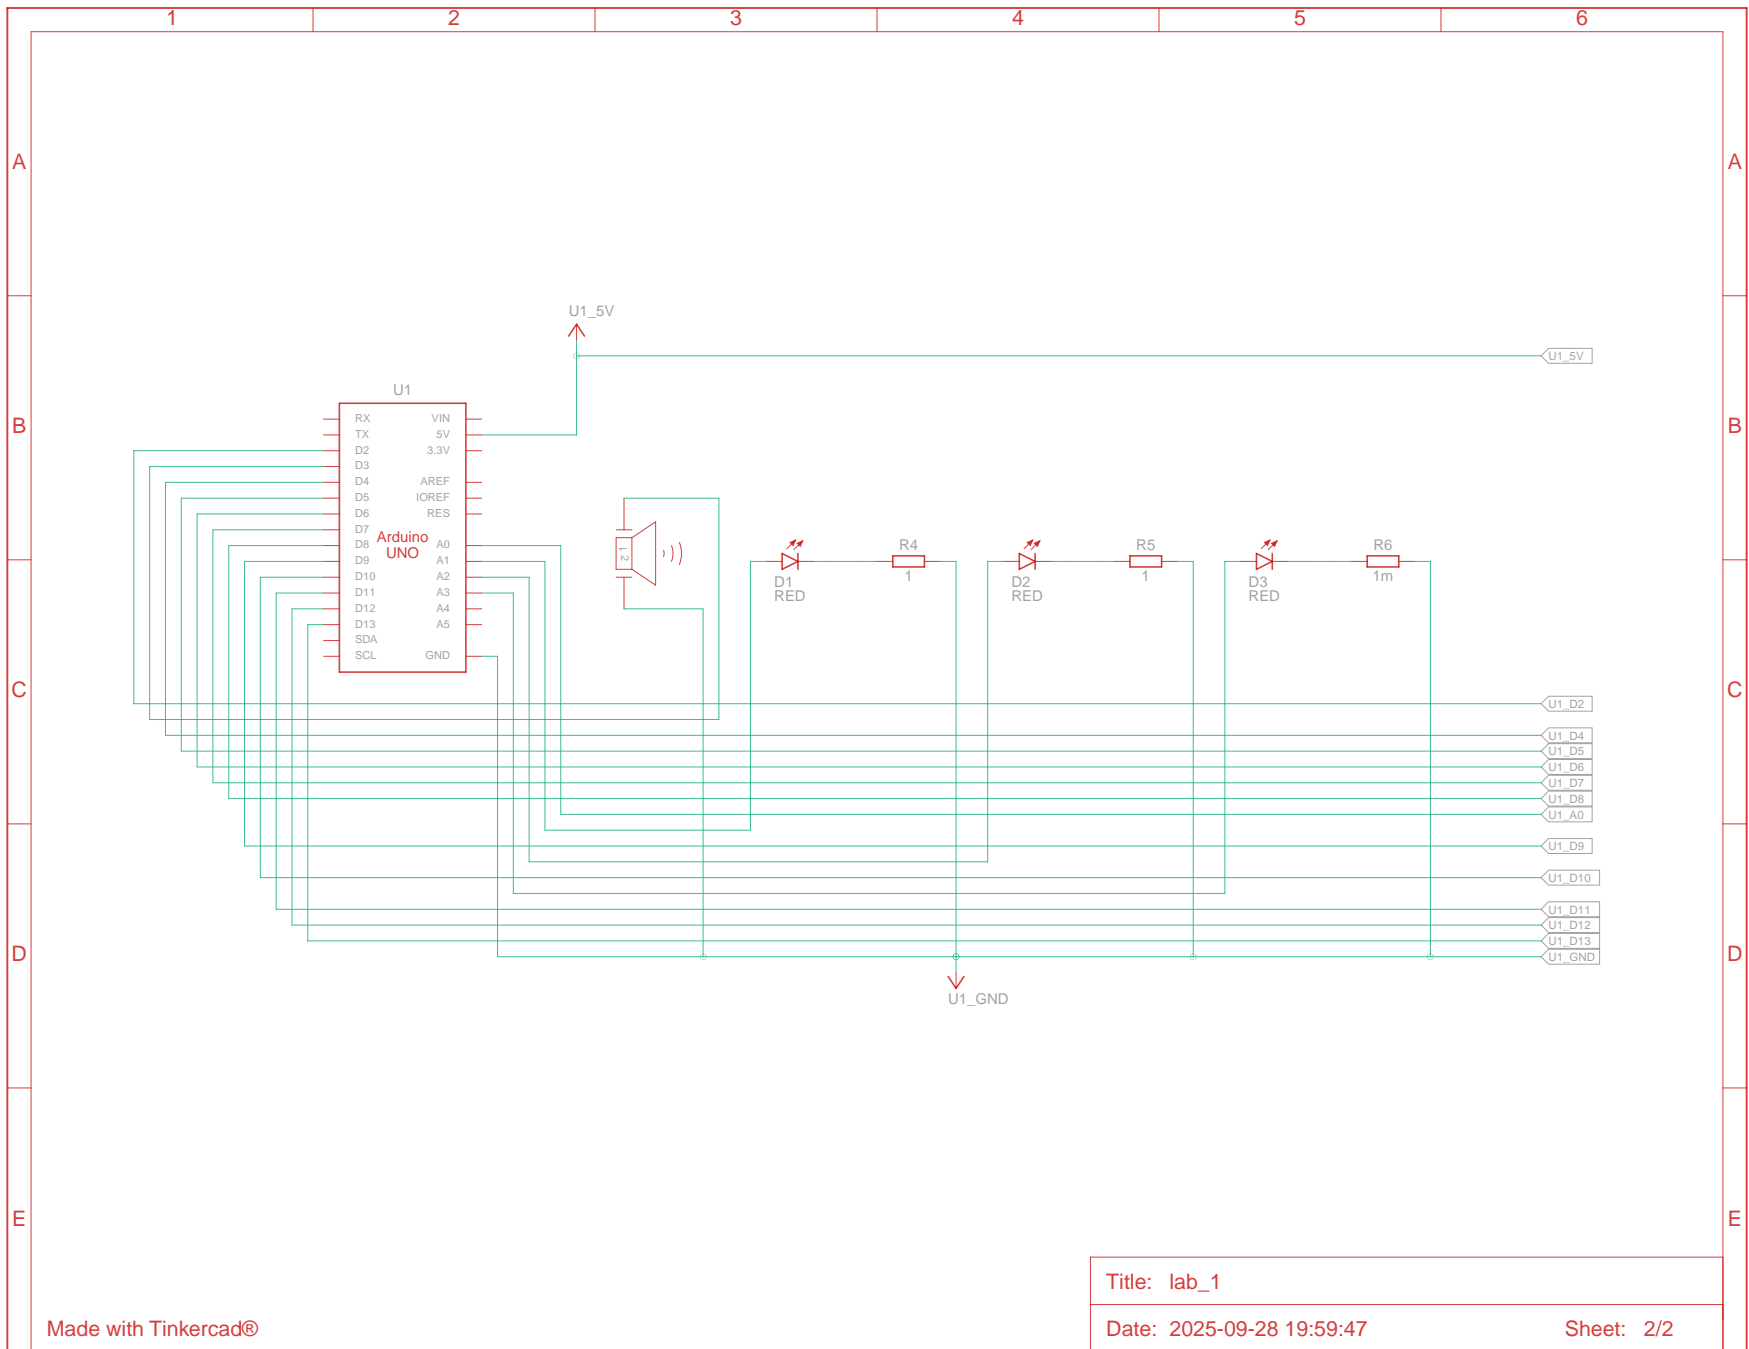 1 2 3 4 5 6
A A
U1_5V
U1_5V
U1
B B
RX VIN
TX 5V
D2 3.3V
D3
D4 AREF
D5 IOREF
D6 RES
D7
Arduino
UNO
D8 A0
D9 A1
D10 A2
D11 A3
D12 A4
D13 A5
SDA
SCL GND
1 2
R4 R5 R6
1 1 1m
D1 D2 D3
RED RED RED
C C
U1_D2
U1_D4
U1_D5
U1_D6
U1_D7
U1_D8
U1_A0
U1_D9
U1_D10
U1_D11
U1_D12
U1_D13
D D
U1_GND
U1_GND
E E
Title: lab_1
Made with Tinkercad®
Date: 2025-09-28 19:59:47 Sheet: 2/2